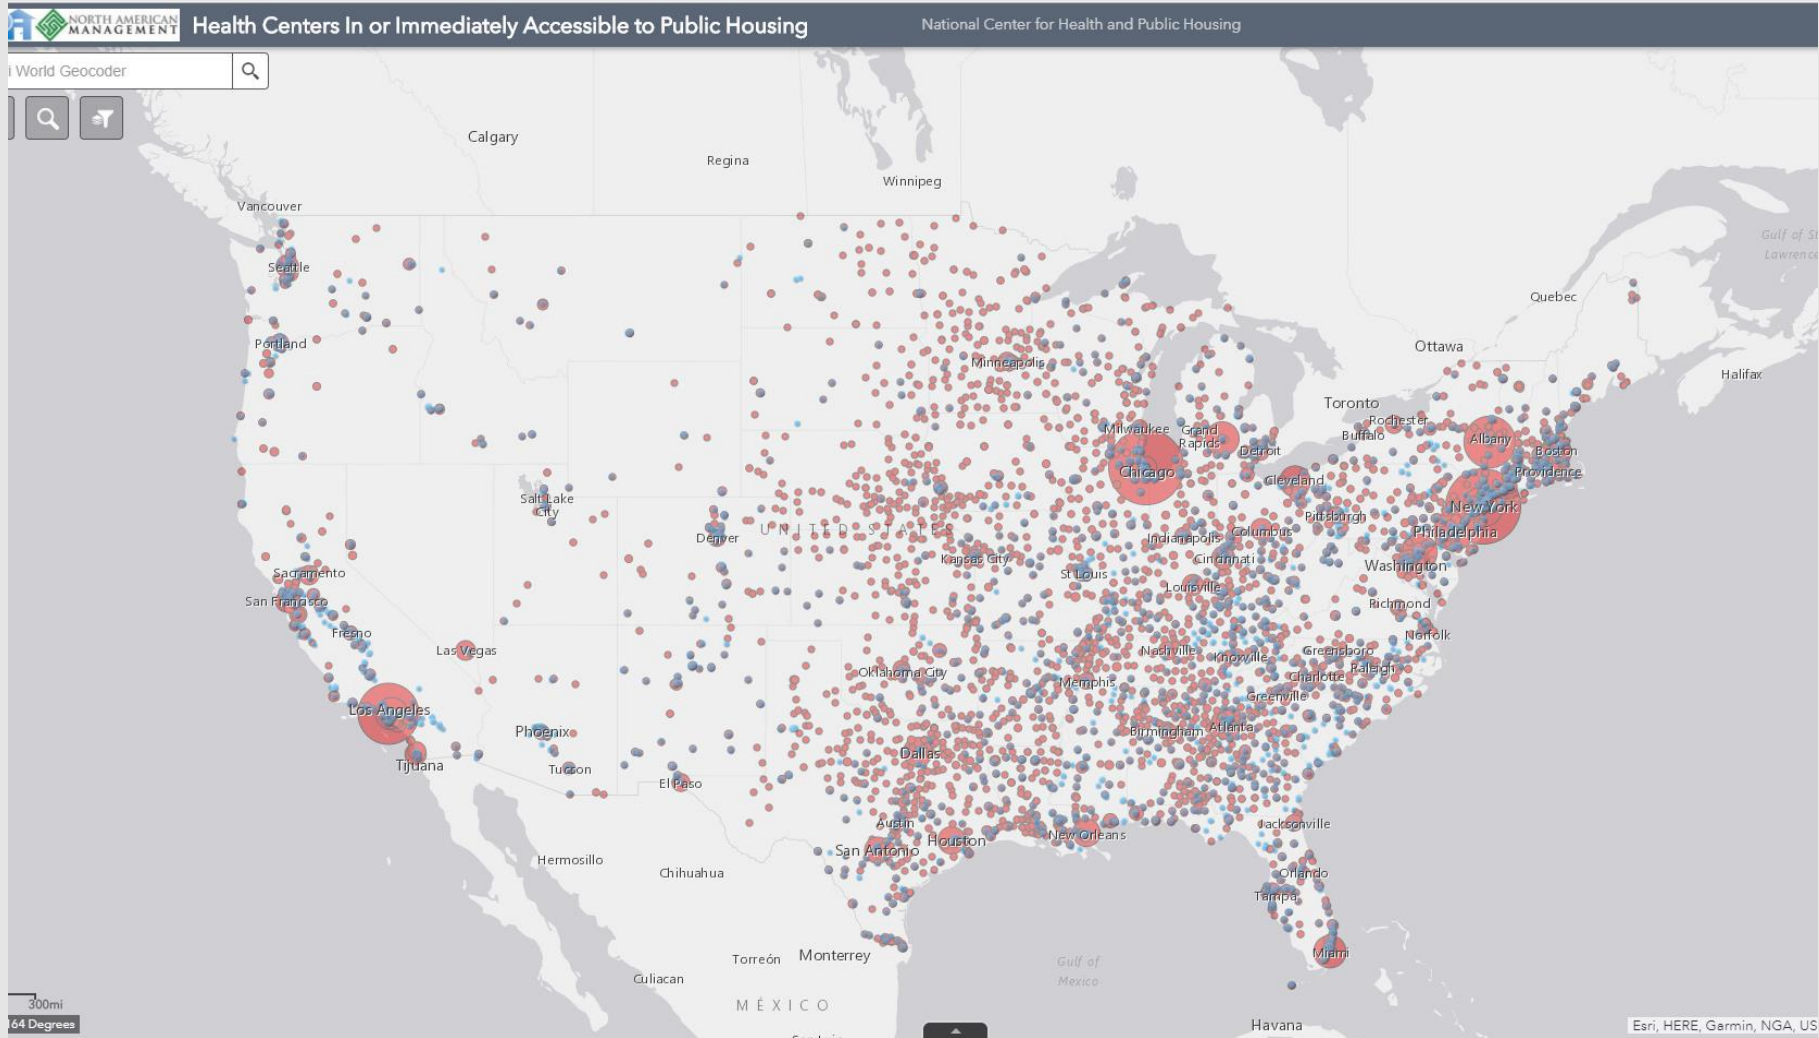 NORTH AMERICAN
MANAGEMENT
Health Centers In or Immediately Accessible to Public Housing
National Center for Health and Public Housing
i World Geocoder
Calgary
Regina
Winnipeg
Vancouver
Gulf of St
Lawrence
Seattle
Quebec
Portland
Ottawa
Minneapolis
Halifax
Toronto
Rochester
Milwaukee
Grand
Rapids
Buffalo
Albany
Detroit
Boston
Chicago
Cleveland
Providence
Salt Lake
City
New York
Pittsburgh
UNITED STATES
Denver
Indianapolis
Columbus
Philadelphia
Kansas City
Cincinnati
Washington
Sacramento
St Louis
Louisville
San Francisco
Richmond
Fresno
Norfolk
Las Vegas
Nashville
Knoxville
Greensboro
Raleigh
Oklahoma City
Memphis
Charlotte
Greenville
Los Angeles
Phoenix
Birmingham
Atlanta
Dallas
Tijuana
Tucson
El Paso
Austin
Jacksonville
New Orleans
San Antonio
Houston
Hermosillo
Chihuahua
Orlando
Tampa
Miami
Torreón
Monterrey
Gulf of
Mexico
Culiacan
300mi
MÉXICO
164 Degrees
Havana
Esri, HERE, Garmin, NGA, US